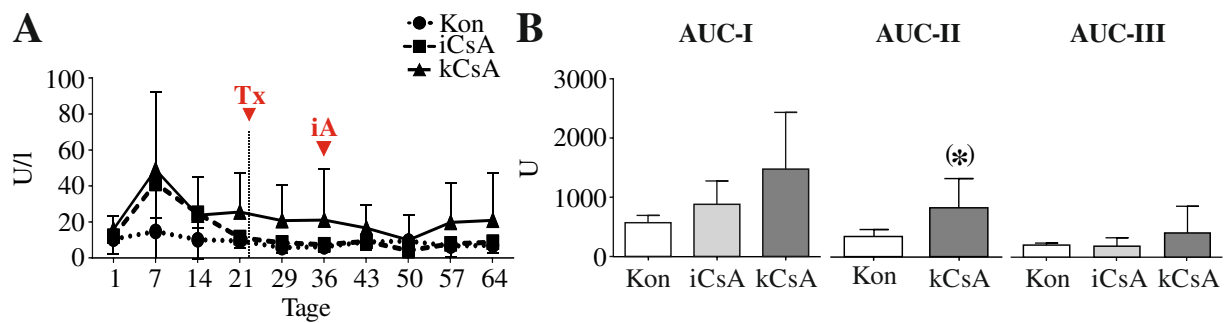 A
Kon
iCsA
kCsA
100
80
60
40
20
0
U/l
Tx
iA
1 7 14 21 29 36 43 50 57 64
Tage
B
AUC-I AUC-II AUC-III
3000
2000
1000
0
U
(*)
Kon iCsA kCsA Kon kCsA Kon iCsA kCsA